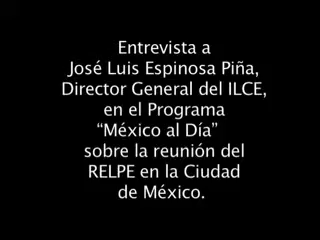 Entrevista a
José Luis Espinosa Piña,
Director General del ILCE,
en el Programa
“México al Día”
sobre la reunión del
RELPE en la Ciudad
de México.